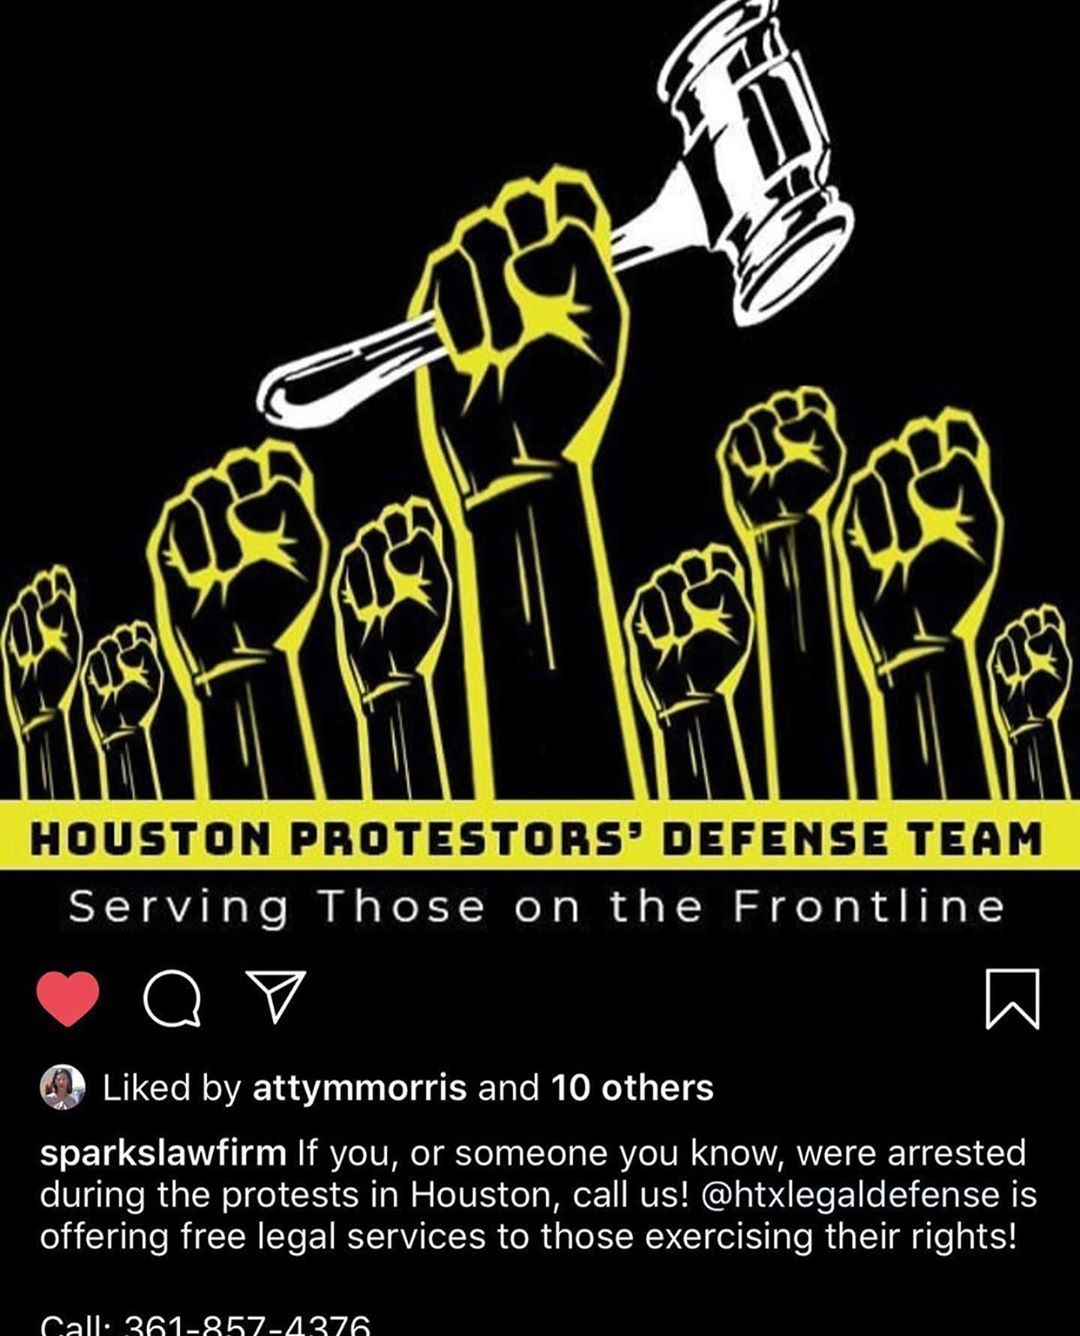 HOUSTON PROTESTORS' DEFENSE TEAM
Serving Those on the Frontline
Liked by attymmorris and 10 others
sparkslawfirm If you, or someone you know, were arrested
during the protests in Houston, call us! @htxlegaldefense is
offering free legal services to those exercising their rights!
Call: 361-857-4376